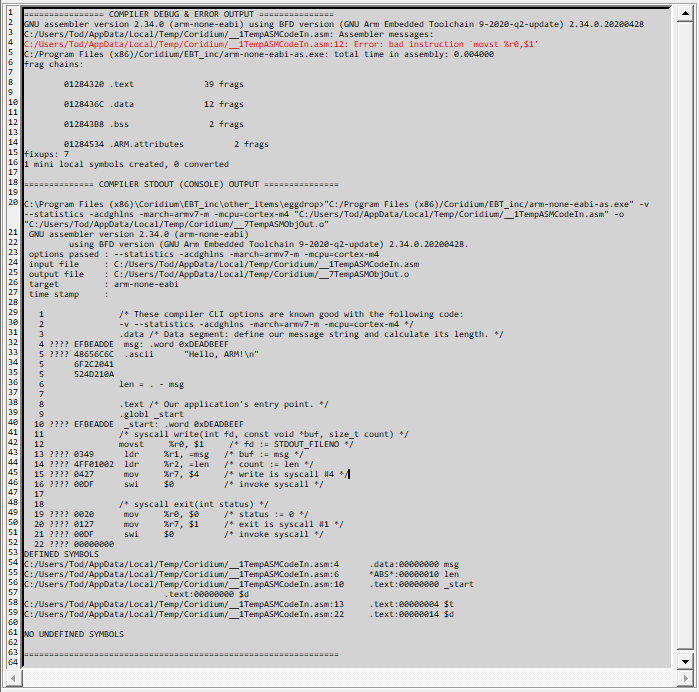 1 ================ COMPILER DEBUG & ERROR OUTPUT ===============
2 GNU assembler version 2.34.0 (arm-none-eabi) using BFD version (GNU Arm Embedded Toolchain 9-2020-q2-update) 2.34.0.20200428
3 C:/Users/Tod/AppData/Local/Temp/Coridium/__1TempASMCodeIn.asm: Assembler messages:
4 C:/Users/Tod/AppData/Local/Temp/Coridium/__1TempASMCodeIn.asm:12: Error: bad instruction `movst %r0,$1'
5 C:/Program Files (x86)/Coridium/EBT_inc/arm-none-eabi-as.exe: total time in assembly: 0.004000
6 frag chains:
7
8 01284320 .text 39 frags
9
10 0128436C .data 12 frags
11
12 012843B8 .bss 2 frags
13
14 01284534 .ARM.attributes 2 frags
15 fixups: 7
16 1 mini local symbols created, 0 converted
17
18 ============== COMPILER STDOUT (CONSOLE) OUTPUT ===============
19
20 C:\Program Files (x86)\Coridium\EBT_inc\other_items\eggdrop>"C:/Program Files (x86)/Coridium/EBT_inc/arm-none-eabi-as.exe" -v
--statistics -acdghlns -march=armv7-m -mcpu=cortex-m4 "C:/Users/Tod/AppData/Local/Temp/Coridium/__1TempASMCodeIn.asm" -o
"C:/Users/Tod/AppData/Local/Temp/Coridium/__7TempASMObjOut.o"
21 GNU assembler version 2.34.0 (arm-none-eabi)
22 using BFD version (GNU Arm Embedded Toolchain 9-2020-q2-update) 2.34.0.20200428.
23 options passed : --statistics -acdghlns -march=armv7-m -mcpu=cortex-m4
24 input file : C:/Users/Tod/AppData/Local/Temp/Coridium/__1TempASMCodeIn.asm
25 output file : C:/Users/Tod/AppData/Local/Temp/Coridium/__7TempASMObjOut.o
26 target : arm-none-eabi
27 time stamp :
28
29 1 /* These compiler CLI options are known good with the following code:
30 2 -v --statistics -acdghlns -march=armv7-m -mcpu=cortex-m4 */
31 3 .data /* Data segment: define our message string and calculate its length. */
32 4 ???? EFBEADDE msg: .word 0xDEADBEEF
33 5 ???? 48656C6C .ascii "Hello, ARM!\n"
34 5 6F2C2041
35 5 524D210A
36 6 len = . - msg
37 7
38 8 .text /* Our application's entry point. */
39 9 .globl _start
40 10 ???? EFBEADDE _start: .word 0xDEADBEEF
41 11 /* syscall write(int fd, const void *buf, size_t count) */
42 12 movst %r0, $1 /* fd := STDOUT_FILENO */
43 13 ???? 0349 ldr %r1, =msg /* buf := msg */
44 14 ???? 4FF01002 ldr %r2, =len /* count := len */
45 15 ???? 0427 mov %r7, $4 /* write is syscall #4 */
46 16 ???? 00DF swi $0 /* invoke syscall */
47 17
48 18 /* syscall exit(int status) */
49 19 ???? 0020 mov %r0, $0 /* status := 0 */
50 20 ???? 0127 mov %r7, $1 /* exit is syscall #1 */
51 21 ???? 00DF swi $0 /* invoke syscall */
52 22 ???? 00000000
53 DEFINED SYMBOLS
54 C:/Users/Tod/AppData/Local/Temp/Coridium/__1TempASMCodeIn.asm:4 .data:00000000 msg
55 C:/Users/Tod/AppData/Local/Temp/Coridium/__1TempASMCodeIn.asm:6 *ABS*:00000010 len
56 C:/Users/Tod/AppData/Local/Temp/Coridium/__1TempASMCodeIn.asm:10 .text:00000000 _start
57 .text:00000000 $d
58 C:/Users/Tod/AppData/Local/Temp/Coridium/__1TempASMCodeIn.asm:13 .text:00000004 $t
59 C:/Users/Tod/AppData/Local/Temp/Coridium/__1TempASMCodeIn.asm:22 .text:00000014 $d
60
61 NO UNDEFINED SYMBOLS
62
63 ===============================================================
64